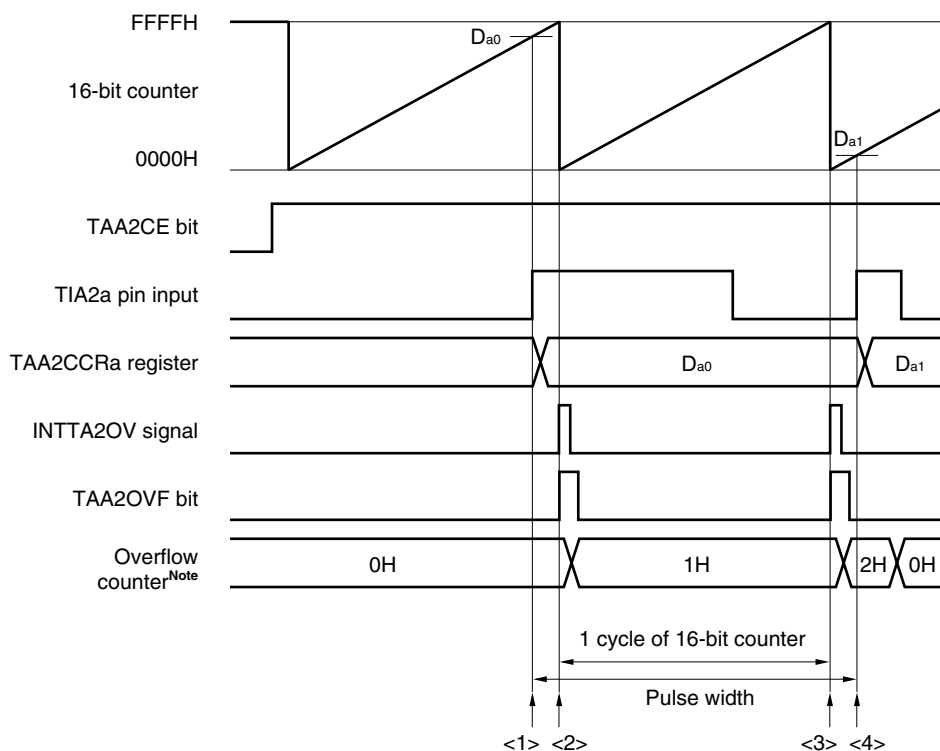 FFFFH
Da0
16-bit counter
0000H
Da1
TAA2CE bit
TIA2a pin input
TAA2CCRa register
Da0
Da1
INTTA2OV signal
TAA2OVF bit
Overflow
counterNote
0H
1H
2H
0H
1 cycle of 16-bit counter
Pulse width
<1> <2> <3> <4>